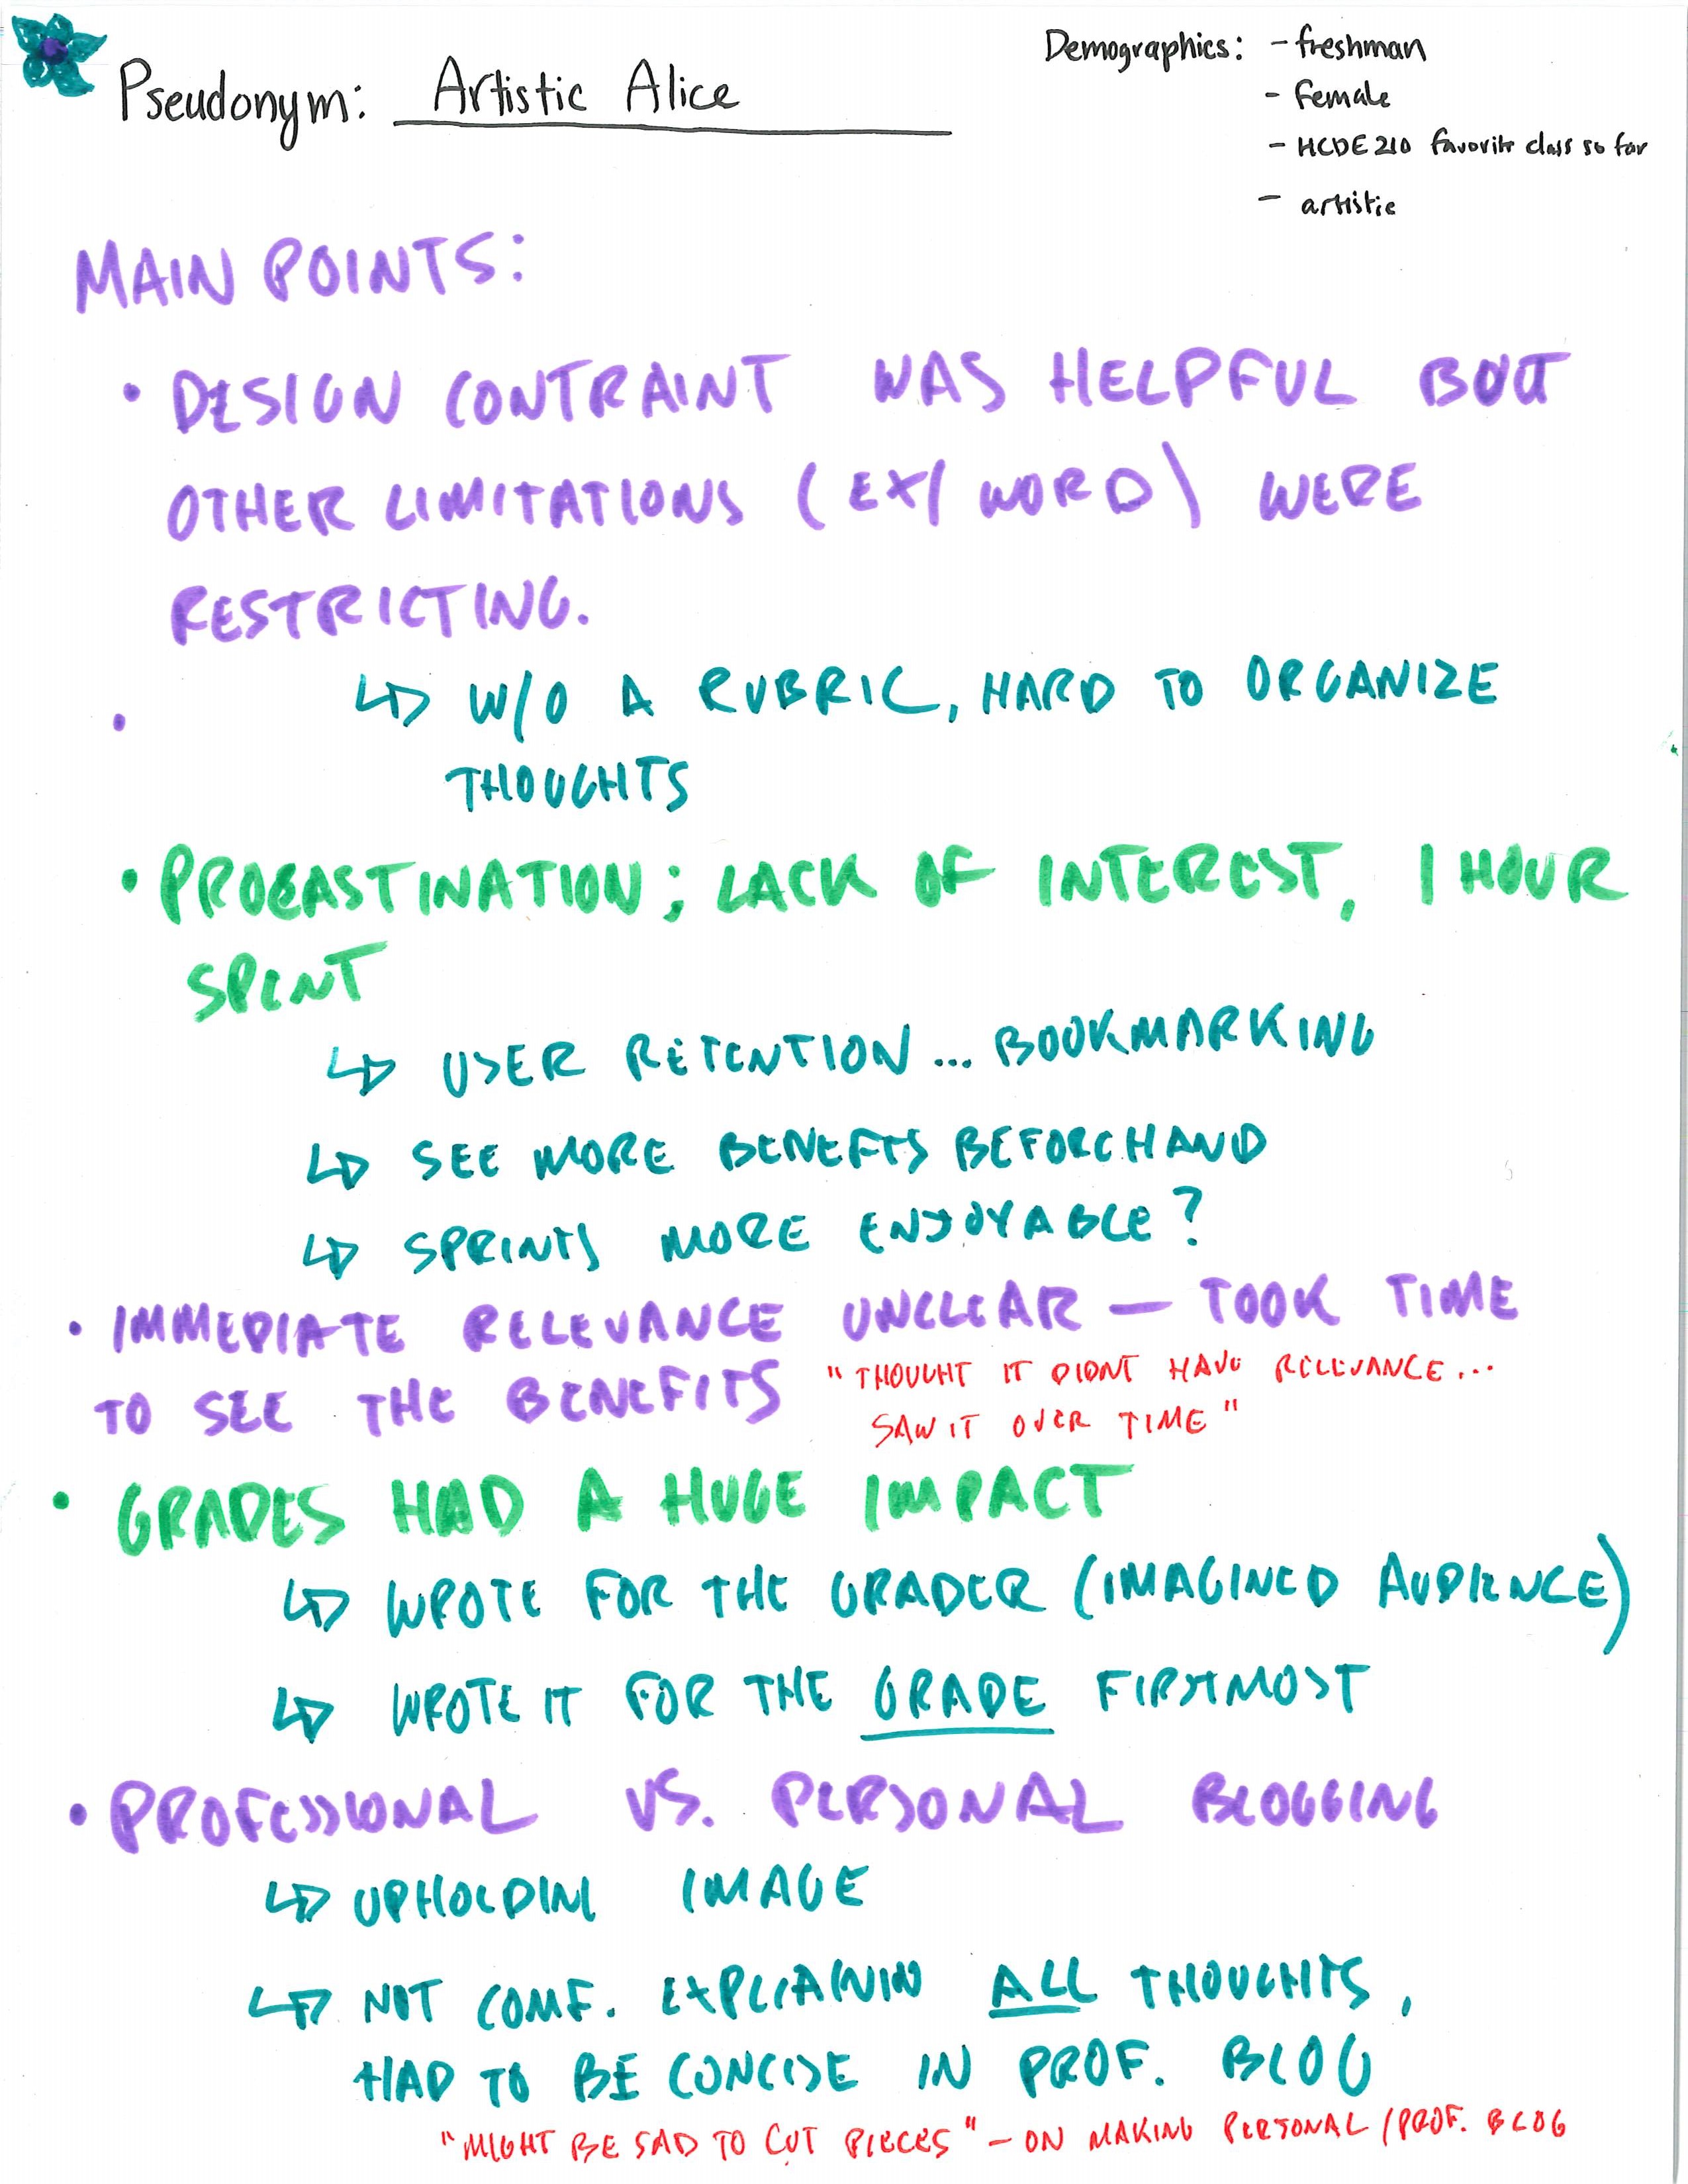 Pseudonym: Artistic Alice
Demographics: - freshman
- female
- HCDE 210 favorite class so far
- artistic
MAIN POINTS:
• DESIGN CONTRAINT WAS HELPFUL BUT
OTHER LIMITATIONS (EX/ WORD) WERE
RESTRICTING.
↳ W/O A RUBRIC, HARD TO ORGANIZE
•
THOUGHTS
• PROCASTINATION; LACK OF INTEREST, 1 HOUR
SPENT
↳ USER RETENTION... BOOKMARKING
↳ SEE MORE BENEFTS BEFOREHAND
↳ SPRINTS MORE ENJOYABLE?
• IMMEDIATE RELEVANCE UNCLEAR — TOOK TIME
TO SEE THE BENEFITS "THOUGHT IT DIDNT HAVE RELEVANCE...
SAW IT OVER TIME"
• GRADES HAD A HUGE IMPACT
↳ WROTE FOR THE GRADER (IMAGINED AUDIENCE)
↳ WROTE IT FOR THE GRADE FIRSTMOST
• PROFESSIONAL VS. PERSONAL BLOGGING
↳ UPHOLDIN IMAGE
↳ NOT COMF. EXPLAININ ALL THOUGHTS,
HAD TO BE CONCISE IN PROF. BLOG
"MIGHT BE SAD TO CUT PIECES" - ON MAKING PERSONAL/PROF. BLOG